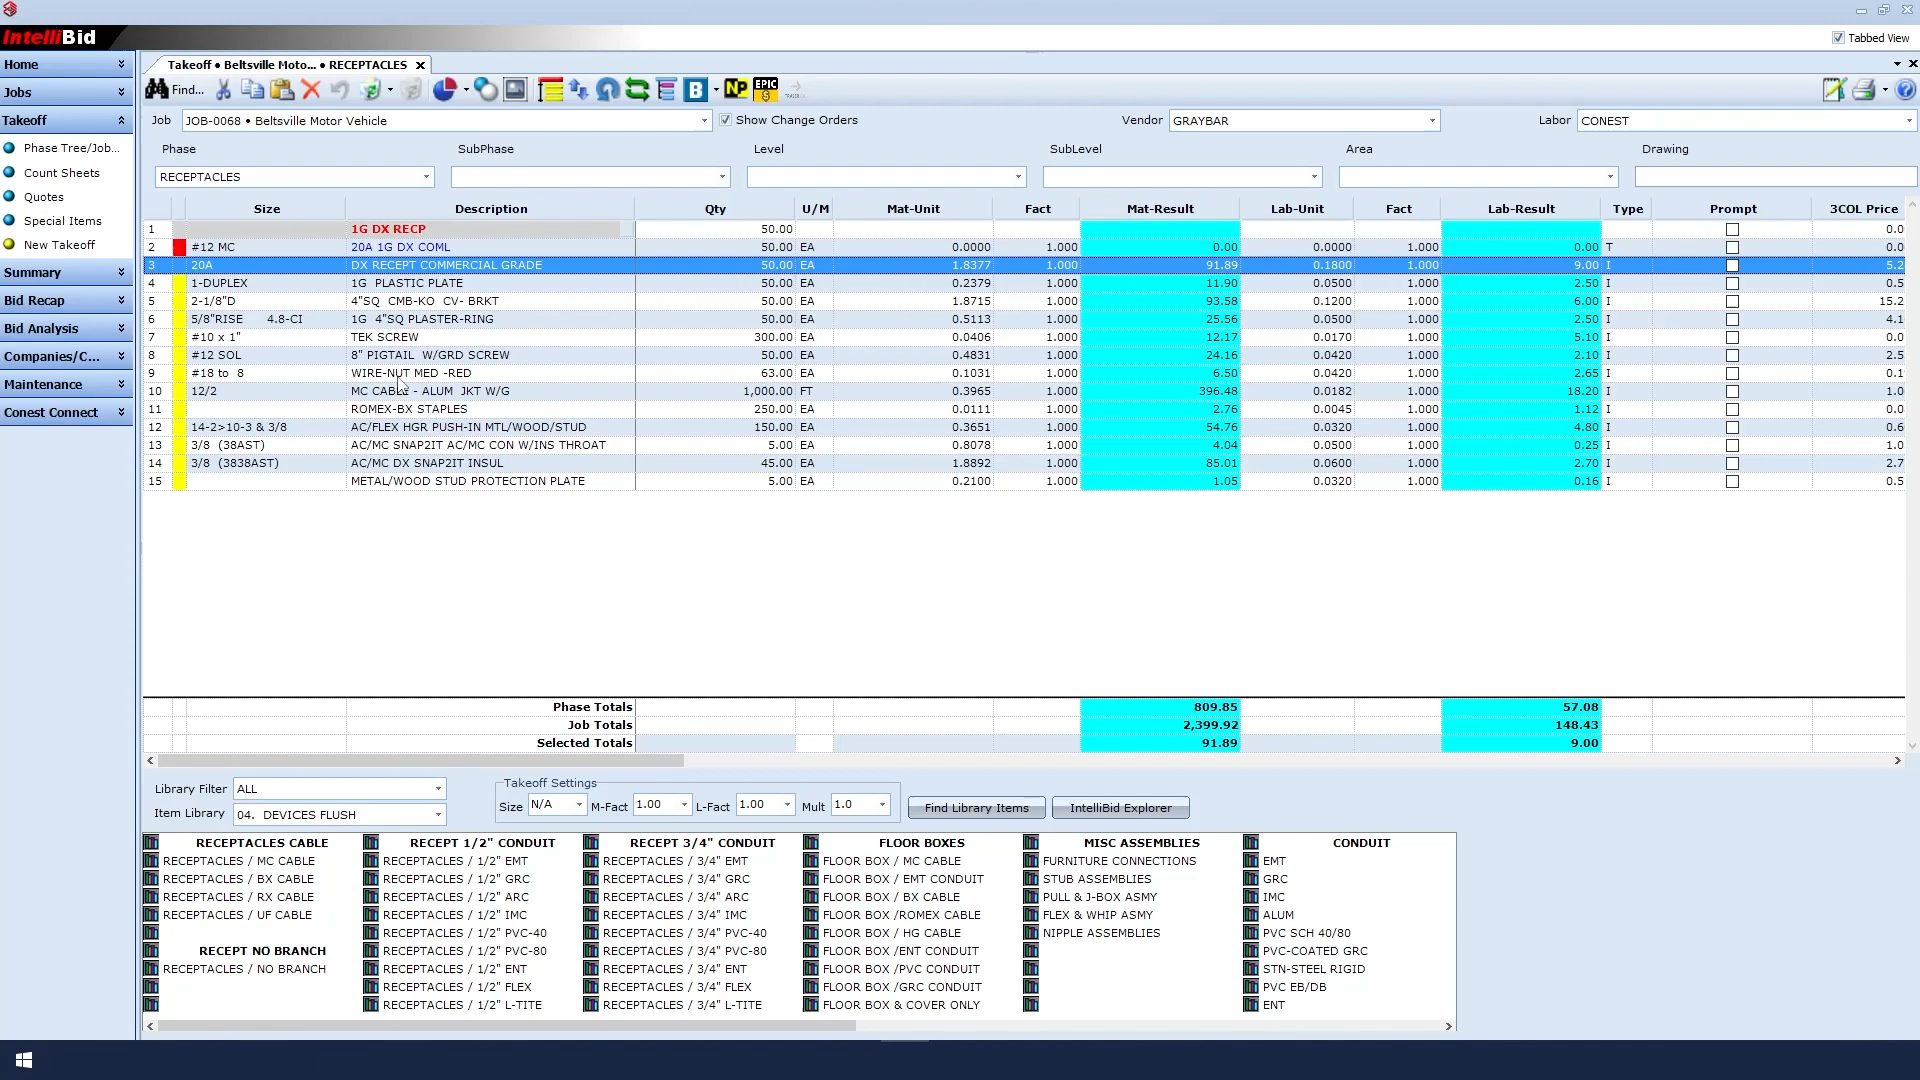 IntelliBid
Tabbed View
Home
Jobs
Takeoff
Phase Tree/Job...
Count Sheets
Quotes
Special Items
New Takeoff
Summary
Bid Recap
Bid Analysis
Companies/C...
Maintenance
Conest Connect
Takeoff • Beltsville Moto... • RECEPTACLES
Find... B NP EPIC $
Job JOB-0068 • Beltsville Motor Vehicle Show Change Orders Vendor GRAYBAR Labor CONEST
Phase SubPhase Level SubLevel Area Drawing
RECEPTACLES
Size Description Qty U/M Mat-Unit Fact Mat-Result Lab-Unit Fact Lab-Result Type Prompt 3COL Price
1 1G DX RECP 50.00 0.0
2 #12 MC 20A 1G DX COML 50.00 EA 0.0000 1.000 0.00 0.0000 1.000 0.00 T 0.0
3 20A DX RECEPT COMMERCIAL GRADE 50.00 EA 1.8377 1.000 91.89 0.1800 1.000 9.00 I 5.2
4 1-DUPLEX 1G PLASTIC PLATE 50.00 EA 0.2379 1.000 11.90 0.0500 1.000 2.50 I 0.5
5 2-1/8"D 4"SQ CMB-KO CV- BRKT 50.00 EA 1.8715 1.000 93.58 0.1200 1.000 6.00 I 15.2
6 5/8"RISE 4.8-CI 1G 4"SQ PLASTER-RING 50.00 EA 0.5113 1.000 25.56 0.0500 1.000 2.50 I 4.1
7 #10 x 1" TEK SCREW 300.00 EA 0.0406 1.000 12.17 0.0170 1.000 5.10 I 0.0
8 #12 SOL 8" PIGTAIL W/GRD SCREW 50.00 EA 0.4831 1.000 24.16 0.0420 1.000 2.10 I 2.5
9 #18 to 8 WIRE-NUT MED -RED 63.00 EA 0.1031 1.000 6.50 0.0420 1.000 2.65 I 0.1
10 12/2 MC CABLE - ALUM JKT W/G 1,000.00 FT 0.3965 1.000 396.48 0.0182 1.000 18.20 I 1.0
11 ROMEX-BX STAPLES 250.00 EA 0.0111 1.000 2.76 0.0045 1.000 1.12 I 0.0
12 14-2>10-3 & 3/8 AC/FLEX HGR PUSH-IN MTL/WOOD/STUD 150.00 EA 0.3651 1.000 54.76 0.0320 1.000 4.80 I 0.6
13 3/8 (38AST) AC/MC SNAP2IT AC/MC CON W/INS THROAT 5.00 EA 0.8078 1.000 4.04 0.0500 1.000 0.25 I 1.0
14 3/8 (3838AST) AC/MC DX SNAP2IT INSUL 45.00 EA 1.8892 1.000 85.01 0.0600 1.000 2.70 I 2.7
15 METAL/WOOD STUD PROTECTION PLATE 5.00 EA 0.2100 1.000 1.05 0.0320 1.000 0.16 I 0.5
Phase Totals 809.85 57.08
Job Totals 2,399.92 148.43
Selected Totals 91.89 9.00
Library Filter ALL
Item Library 04. DEVICES FLUSH
Takeoff Settings
Size N/A M-Fact 1.00 L-Fact 1.00 Mult 1.0 Find Library Items IntelliBid Explorer
RECEPTACLES CABLE RECEPT 1/2" CONDUIT RECEPT 3/4" CONDUIT FLOOR BOXES MISC ASSEMBLIES CONDUIT
RECEPTACLES / MC CABLE RECEPTACLES / 1/2" EMT RECEPTACLES / 3/4" EMT FLOOR BOX / MC CABLE FURNITURE CONNECTIONS EMT
RECEPTACLES / BX CABLE RECEPTACLES / 1/2" GRC RECEPTACLES / 3/4" GRC FLOOR BOX / EMT CONDUIT STUB ASSEMBLIES GRC
RECEPTACLES / RX CABLE RECEPTACLES / 1/2" ARC RECEPTACLES / 3/4" ARC FLOOR BOX / BX CABLE PULL & J-BOX ASMY IMC
RECEPTACLES / UF CABLE RECEPTACLES / 1/2" IMC RECEPTACLES / 3/4" IMC FLOOR BOX /ROMEX CABLE FLEX & WHIP ASMY ALUM
RECEPTACLES / 1/2" PVC-40 RECEPTACLES / 3/4" PVC-40 FLOOR BOX / HG CABLE NIPPLE ASSEMBLIES PVC SCH 40/80
RECEPT NO BRANCH RECEPTACLES / 1/2" PVC-80 RECEPTACLES / 3/4" PVC-80 FLOOR BOX /ENT CONDUIT PVC-COATED GRC
RECEPTACLES / NO BRANCH RECEPTACLES / 1/2" ENT RECEPTACLES / 3/4" ENT FLOOR BOX /PVC CONDUIT STN-STEEL RIGID
RECEPTACLES / 1/2" FLEX RECEPTACLES / 3/4" FLEX FLOOR BOX /GRC CONDUIT PVC EB/DB
RECEPTACLES / 1/2" L-TITE RECEPTACLES / 3/4" L-TITE FLOOR BOX & COVER ONLY ENT